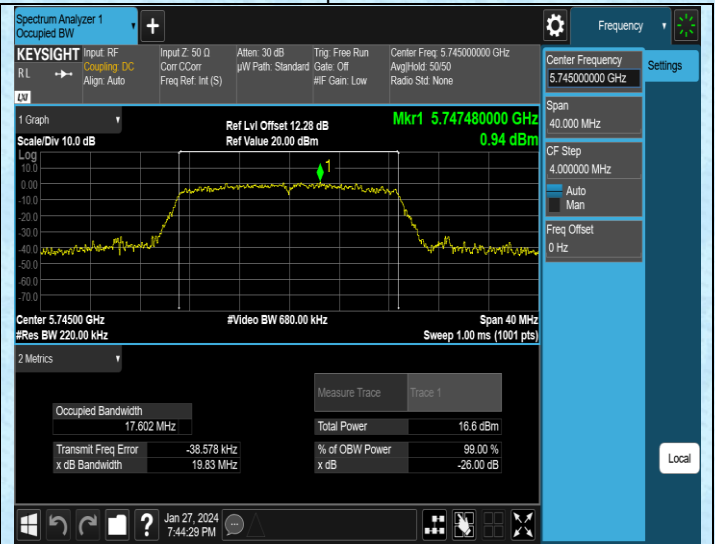 Spectrum Analyzer 1
Occupied BW
Frequency
KEYSIGHT
RL
LXI
Input: RF
Coupling: DC
Align: Auto
Input Z: 50 Ω
Corr CCorr
Freq Ref: Int (S)
Atten: 30 dB
µW Path: Standard
Trig: Free Run
Gate: Off
#IF Gain: Low
Center Freq: 5.745000000 GHz
Avg|Hold: 50/50
Radio Std: None
1 Graph
Scale/Div 10.0 dB
Ref Lvl Offset 12.28 dB
Ref Value 20.00 dBm
Mkr1 5.747480000 GHz
0.94 dBm
Log
10.0
0.00
-10.0
-20.0
-30.0
-40.0
-50.0
-60.0
-70.0
1
Center 5.74500 GHz
#Res BW 220.00 kHz
#Video BW 680.00 kHz
Span 40 MHz
Sweep 1.00 ms (1001 pts)
2 Metrics
Measure Trace Trace 1
Occupied Bandwidth
17.602 MHz
Total Power 16.6 dBm
Transmit Freq Error -38.578 kHz
% of OBW Power 99.00 %
x dB Bandwidth 19.83 MHz
x dB -26.00 dB
Center Frequency
5.745000000 GHz
Span
40.000 MHz
CF Step
4.000000 MHz
Auto
Man
Freq Offset
0 Hz
Settings
Local
?
Jan 27, 2024
7:44:29 PM